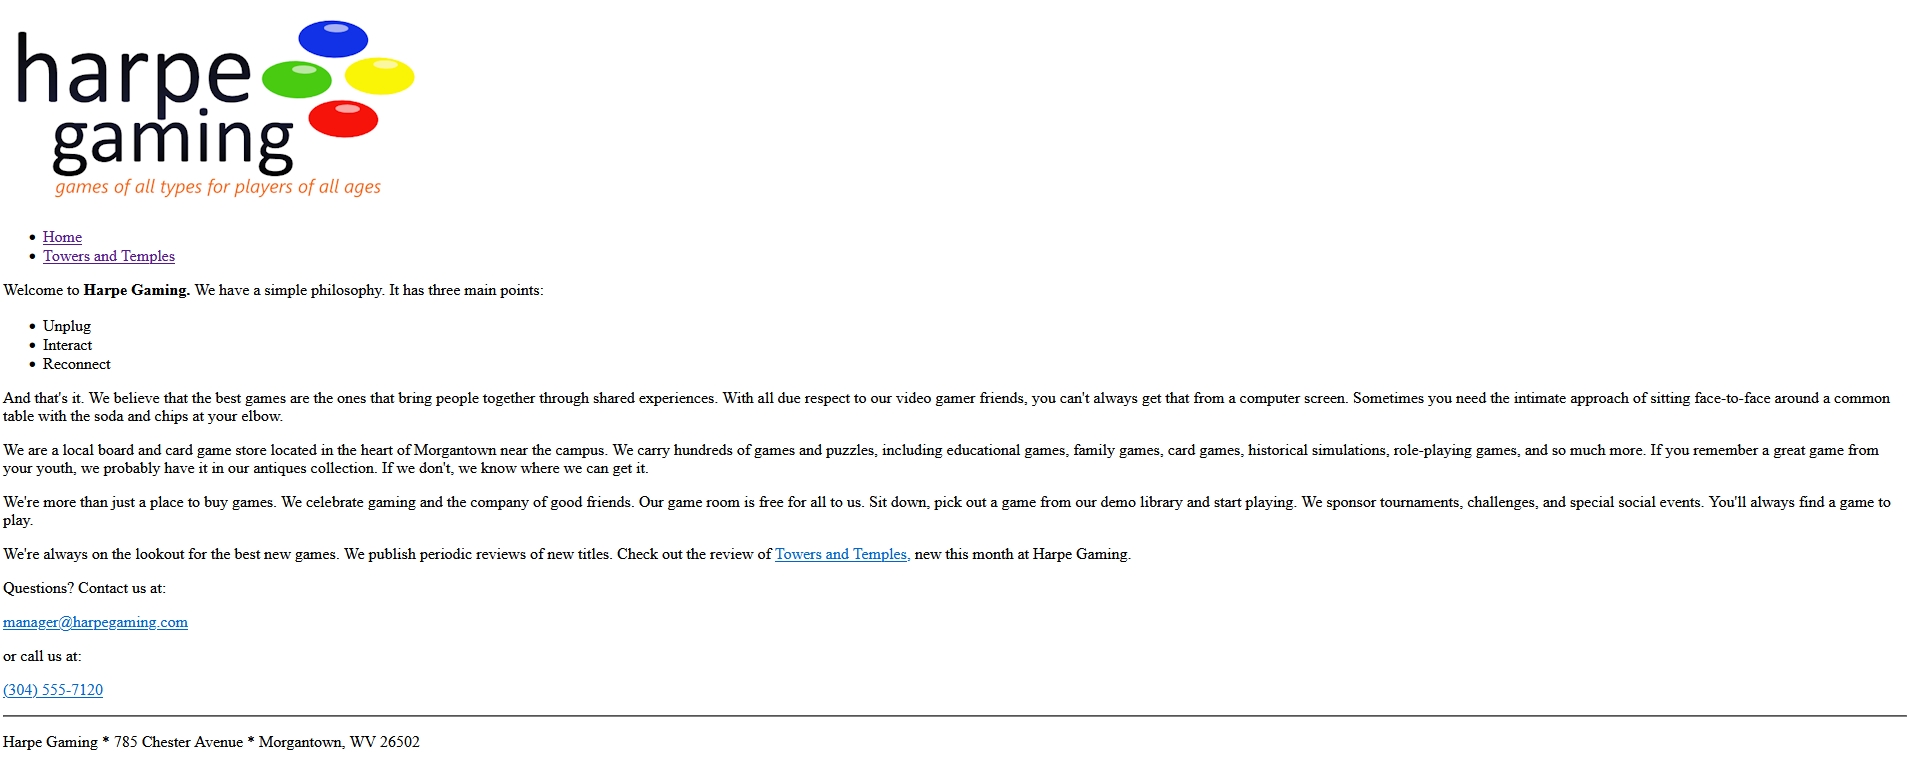 harpe
gaming
games of all types for players of all ages
Home
Towers and Temples
Welcome to Harpe Gaming. We have a simple philosophy. It has three main points:
Unplug
Interact
Reconnect
And that's it. We believe that the best games are the ones that bring people together through shared experiences. With all due respect to our video gamer friends, you can't always get that from a computer screen. Sometimes you need the intimate approach of sitting face-to-face around a common
table with the soda and chips at your elbow.
We are a local board and card game store located in the heart of Morgantown near the campus. We carry hundreds of games and puzzles, including educational games, family games, card games, historical simulations, role-playing games, and so much more. If you remember a great game from
your youth, we probably have it in our antiques collection. If we don't, we know where we can get it.
We're more than just a place to buy games. We celebrate gaming and the company of good friends. Our game room is free for all to us. Sit down, pick out a game from our demo library and start playing. We sponsor tournaments, challenges, and special social events. You'll always find a game to
play.
We're always on the lookout for the best new games. We publish periodic reviews of new titles. Check out the review of Towers and Temples, new this month at Harpe Gaming.
Questions? Contact us at:
manager@harpegaming.com
or call us at:
(304) 555-7120
Harpe Gaming * 785 Chester Avenue * Morgantown, WV 26502